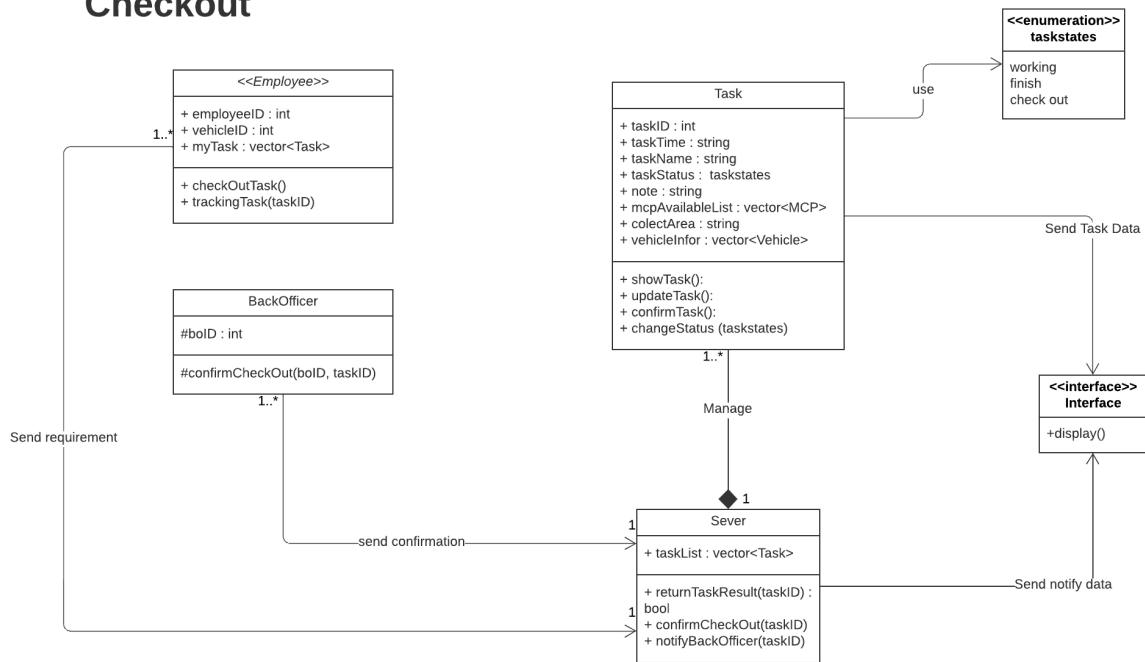 Checkout
<<enumeration>>
taskstates
working
finish
check out
<<Employee>>
+ employeeID : int
+ vehicleID : int
+ myTask : vector<Task>
+ checkOutTask()
+ trackingTask(taskID)
1..*
Task
+ taskID : int
+ taskTime : string
+ taskName : string
+ taskStatus :  taskstates
+ note : string
+ mcpAvailableList : vector<MCP>
+ colectArea : string
+ vehicleInfor : vector<Vehicle>
+ showTask():
+ updateTask():
+ confirmTask():
+ changeStatus (taskstates)
use
Send Task Data
BackOfficer
#boID : int
#confirmCheckOut(boID, taskID)
1..*
1..*
Manage
1
<<interface>>
Interface
+display()
Send requirement
send confirmation
1
1
Sever
+ taskList : vector<Task>
+ returnTaskResult(taskID) :
bool
+ confirmCheckOut(taskID)
+ notifyBackOfficer(taskID)
Send notify data